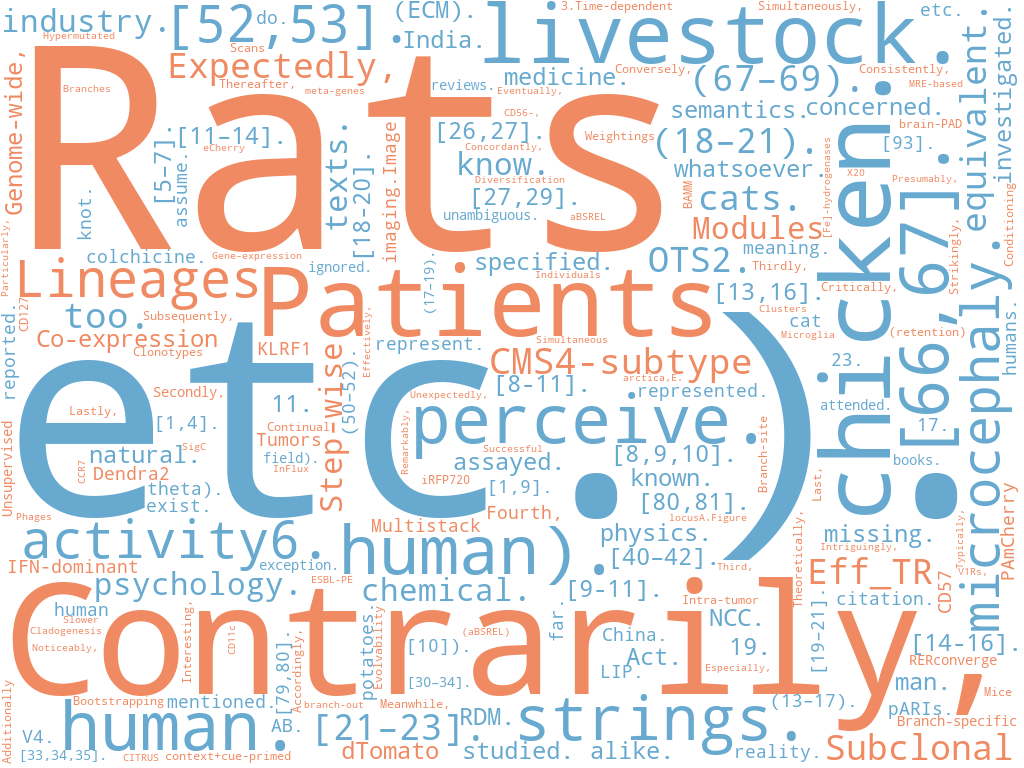 industry.
[52,53]
do.
(ECM).
3.Time-dependent
Simultaneously,
etc.
Hypermutated
Scans
•India.
livestock.
Expectedly,
reviews.
medicine.
Conversely,
(67–69).
Consistently,
MRE-based
Genome-wide,
Branches
Thereafter,
meta-genes
Eventually,
Rats
[11–14].
eCherry
texts.
imaging.Image
CD56-,
[26,27].
Concordantly,
Weightings
semantics.
concerned.
brain-PAD
(18–21).
[93].
equivalent.
investigated.
[5–7].
assume.
[18-20].
know.
Diversification
whatsoever.
X20
Presumably,
knot.
[27,29].
BAMM
cats.
[Fe]-hydrogenases
unambiguous.
aBSREL
Modules
Strikingly,
Conditioning
Particularly,
colchicine.
Gene-expression
ignored.
(17–19).
specified.
OTS2.
meaning.
Thirdly,
chicken.
[66,67].
microcephaly.
Individuals
Critically,
Lineages
Patients
[13,16].
Clusters
reported.
CD127
too.
Subsequently,
Effectively,
cat
Microglia
(retention)
humans.
Co-expression
Clonotypes
KLRF1
represent.
Simultaneous
CMS4-subtype
23.
Step-wise
(50–52).
[8-11].
arctica,E.
represented.
Secondly,
etc.)
Unexpectedly,
attended.
Lastly,
11.
perceive.
17.
[1,4].
Continual
Remarkably,
Branch-site
Unsupervised
natural.
SigC
Tumors
Successful
[8,9,10].
books.
CCR7
Dendra2
field).
InFlux
assayed.
known.
Last,
theta).
iRFP720
[1,9].
[80,81].
exist.
Phages
Fourth,
locusA.Figure
Theoretically,
Typically,
PAmCherry
activity6.
Multistack
physics.
missing.
Intriguingly,
exception.
human).
[40–42].
IFN-dominant
Third,
Eff_TR
V1Rs,
CD57
psychology.
ESBL-PE
chemical.
[9-11].
human
Slower
Cladogenesis
Noticeably,
Interesting,
CD11c
potatoes.
Evolvability
(aBSREL)
far.
Intra-tumor
NCC.
citation.
Contrarily,
[79,80].
Accordingly,
[10]).
China.
Act.
19.
[19–21].
[14–16].
RERconverge
[30–34].
LIP.
Especially,
man.
Mice
Additionally
Bootstrapping
mentioned.
branch-out
Meanwhile,
(13–17).
pARIs.
Branch-specific
V4.
human.
AB.
[21–23].
RDM.
strings.
[33,34,35].
CITRUS
context+cue-primed
dTomato
studied.
alike.
reality.
Subclonal